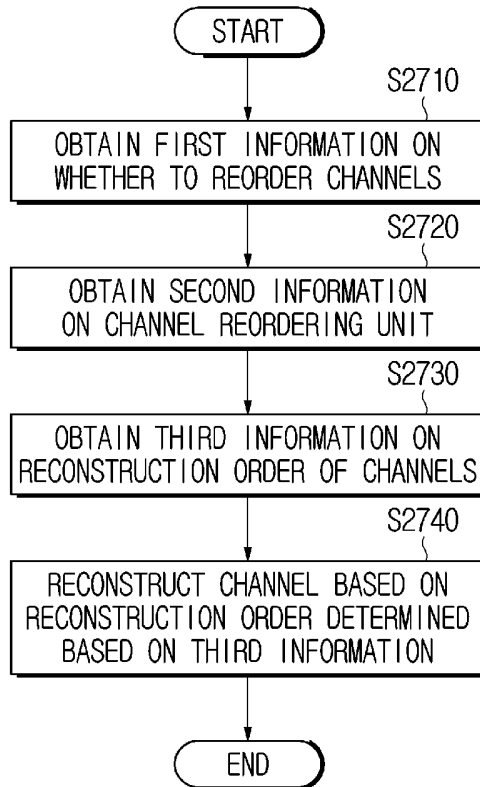 START
S2710
OBTAIN FIRST INFORMATION ON
WHETHER TO REORDER CHANNELS
S2720
OBTAIN SECOND INFORMATION
ON CHANNEL REORDERING UNIT
S2730
OBTAIN THIRD INFORMATION ON
RECONSTRUCTION ORDER OF CHANNELS
S2740
RECONSTRUCT CHANNEL BASED ON
RECONSTRUCTION ORDER DETERMINED
BASED ON THIRD INFORMATION
END